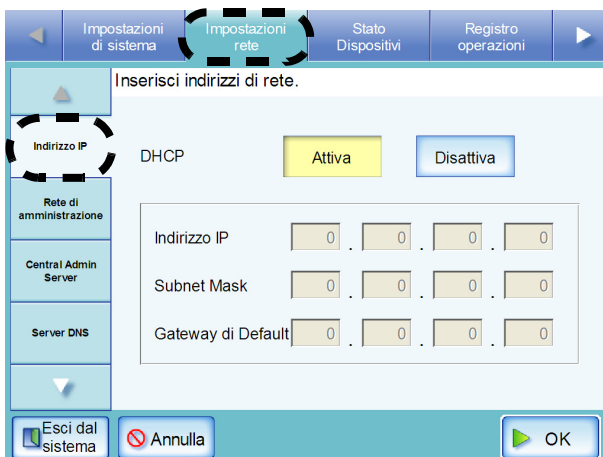 Impostazioni
di sistema
Impostazioni
rete
Stato
Dispositivi
Registro
operazioni
Inserisci indirizzi di rete.
Indirizzo IP
Rete di
amministrazione
Central Admin
Server
Server DNS
DHCP
Attiva
Disattiva
Indirizzo IP 0 . 0 . 0 . 0
Subnet Mask 0 . 0 . 0 . 0
Gateway di Default 0 . 0 . 0 . 0
Esci dal
sistema
Annulla
OK